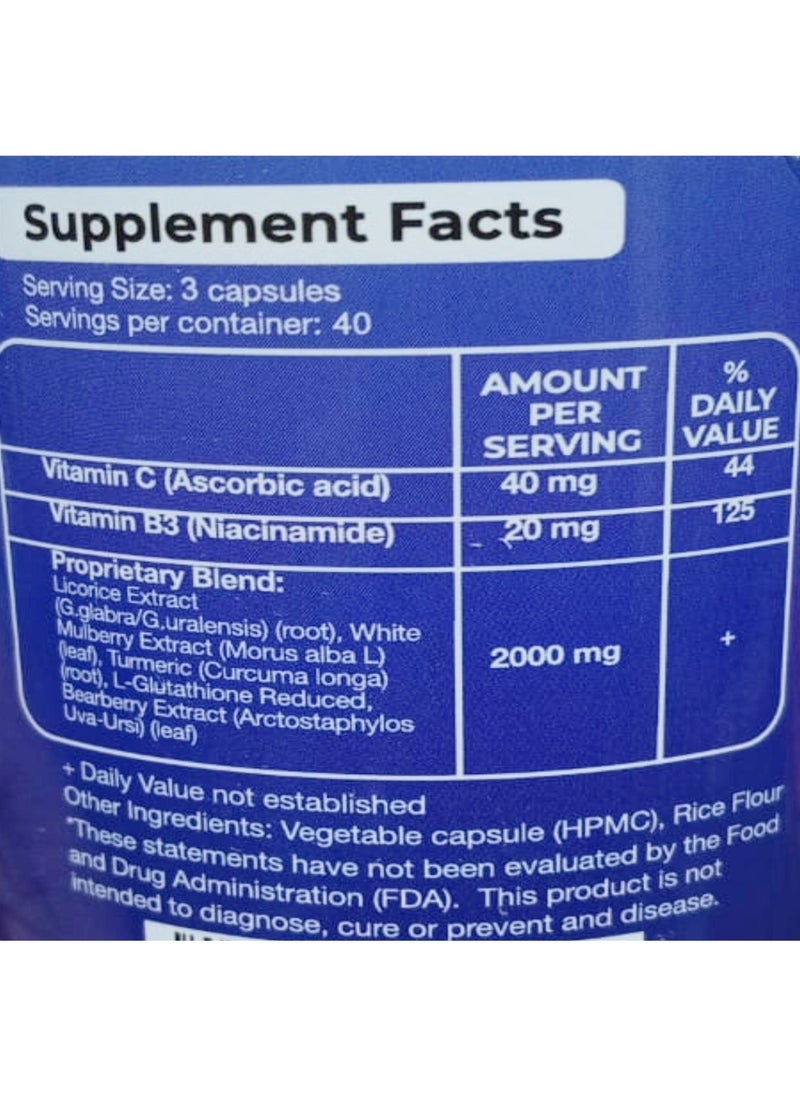 Supplement Facts
Serving Size: 3 capsules
Servings per container: 40
AMOUNT
PER
SERVING
%
DAILY
VALUE
Vitamin C (Ascorbic acid) 40 mg 44
Vitamin B3 (Niacinamide) 20 mg 125
Proprietary Blend:
Licorice Extract
(G.glabra/G.uralensis) (root), White
Mulberry Extract (Morus alba L)
(leaf), Turmeric (Curcuma longa)
(root), L-Glutathione Reduced,
Bearberry Extract (Arctostaphylos
Uva-Ursi) (leaf)
2000 mg
+
+ Daily Value not established
Other Ingredients: Vegetable capsule (HPMC), Rice Flour
*These statements have not been evaluated by the Food
and Drug Administration (FDA). This product is not
intended to diagnose, cure or prevent and disease.